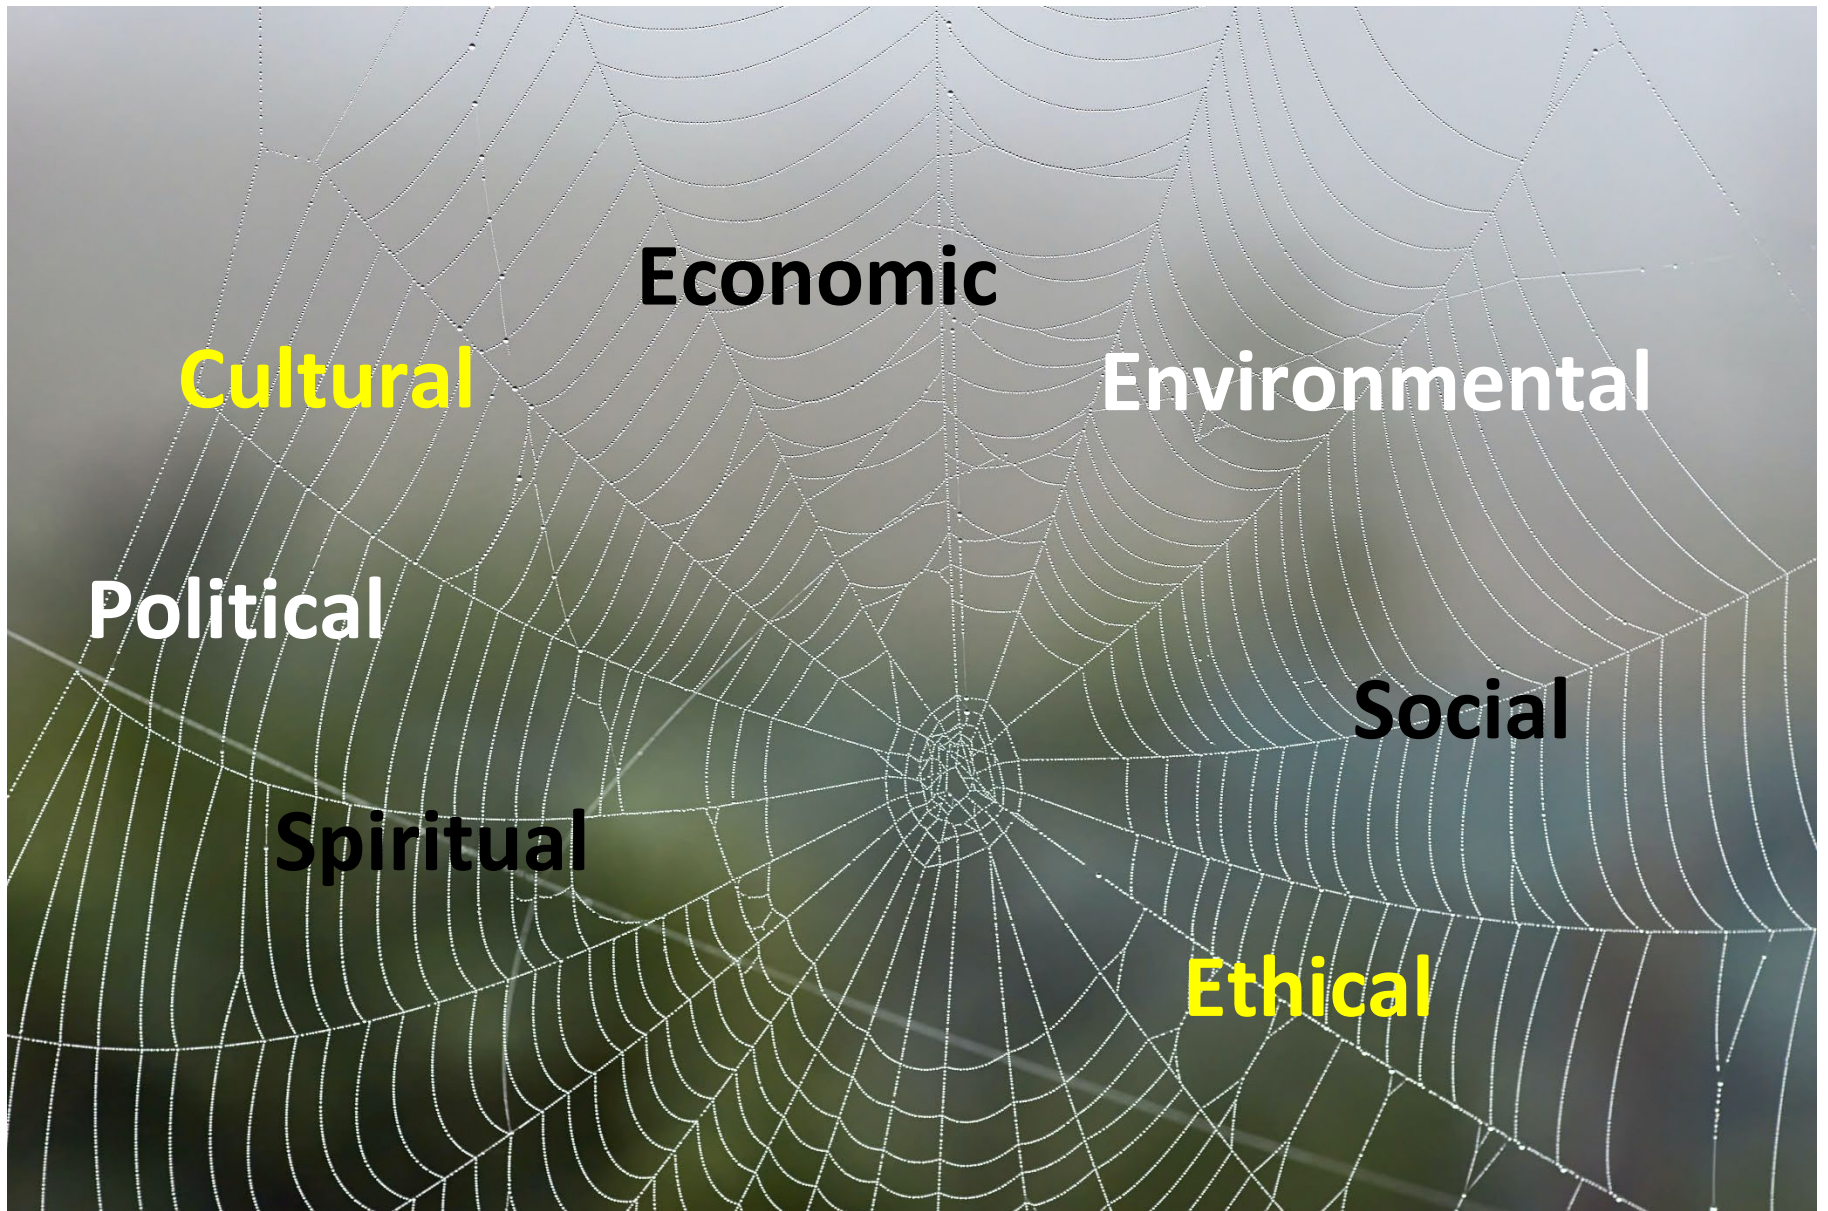 Economic
Cultural
Environmental
Political
Social
Spiritual
Ethical